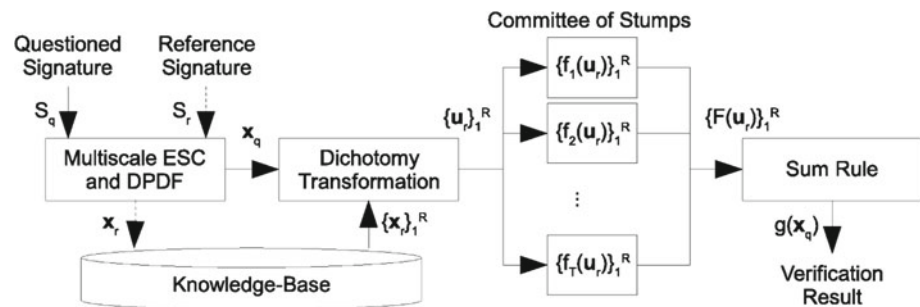 Committee of Stumps
Questioned
Signature
Reference
Signature
S_q
S_r
x_q
Multiscale ESC
and DPDF
Dichotomy
Transformation
{u_r}_1^R
{f_1(u_r)}_1^R
{f_2(u_r)}_1^R
⋮
{f_T(u_r)}_1^R
{F(u_r)}_1^R
Sum Rule
x_r
{x_r}_1^R
Knowledge-Base
g(x_q)
Verification
Result